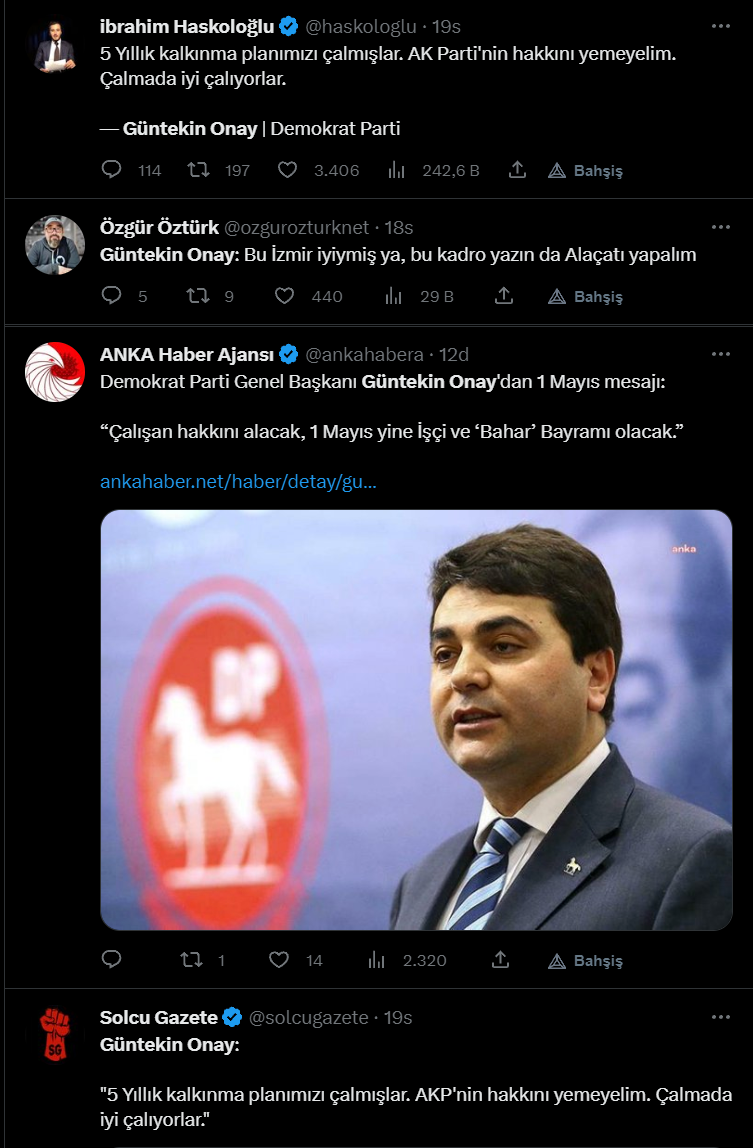 ibrahim Haskoloğlu @haskologlu · 19s
5 Yıllık kalkınma planımızı çalmışlar. AK Parti'nin hakkını yemeyelim.
Çalmada iyi çalıyorlar.
— Güntekin Onay | Demokrat Parti
114 197 3.406 242,6 B Bahşiş
Özgür Öztürk @ozgurozturknet · 18s
Güntekin Onay: Bu İzmir iyiymiş ya, bu kadro yazın da Alaçatı yapalım
5 9 440 29 B Bahşiş
ANKA Haber Ajansı @ankahabera · 12d
Demokrat Parti Genel Başkanı Güntekin Onay'dan 1 Mayıs mesajı:
“Çalışan hakkını alacak, 1 Mayıs yine İşçi ve ‘Bahar’ Bayramı olacak.”
ankahaber.net/haber/detay/gu...
anka
DP
1 14 2.320 Bahşiş
Solcu Gazete @solcugazete · 19s
SG
Güntekin Onay:
"5 Yıllık kalkınma planımızı çalmışlar. AKP'nin hakkını yemeyelim. Çalmada
iyi çalıyorlar."